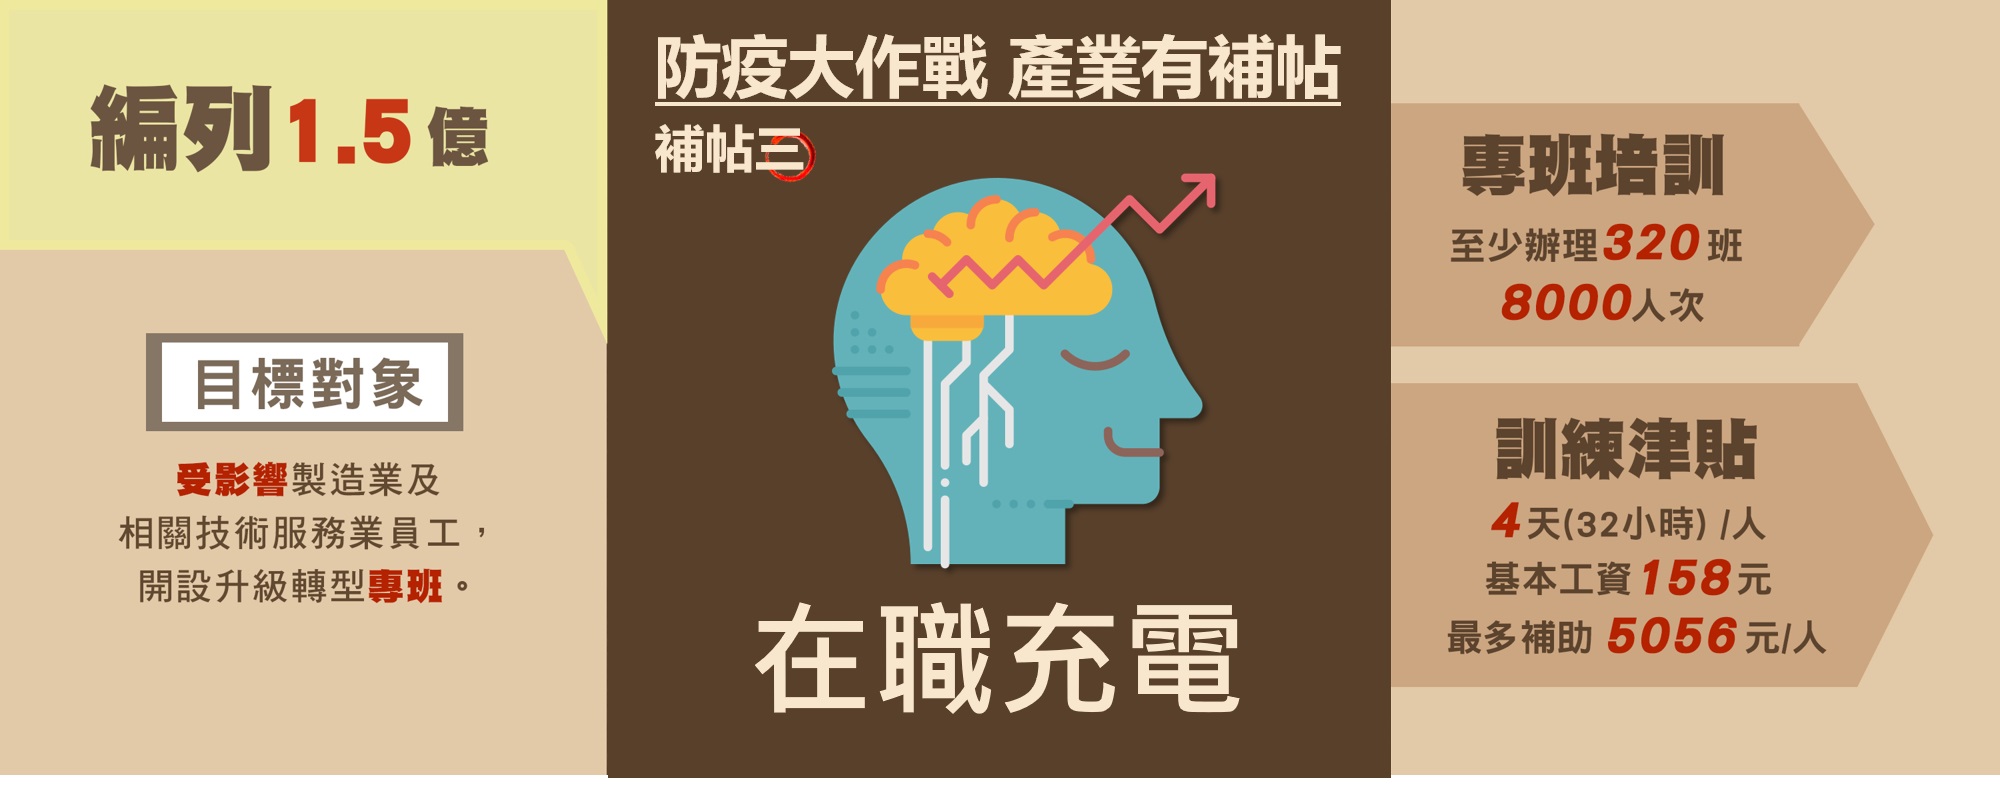 編列1.5億
目標對象
受影響製造業及
相關技術服務業員工，
開設升級轉型專班。
防疫大作戰 產業有補帖
補帖三
在職充電
專班培訓
至少辦理320班
8000人次
訓練津貼
4天(32小時) /人
基本工資158元
最多補助 5056元/人